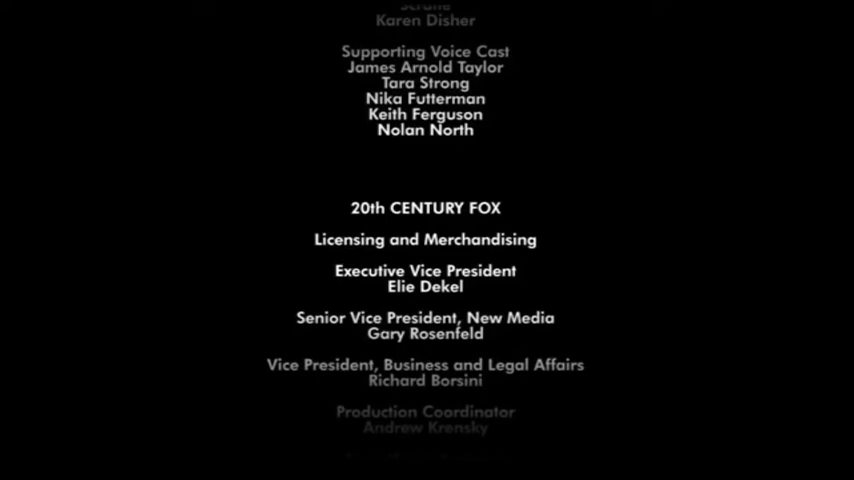 Scratte
Karen Disher
Supporting Voice Cast
James Arnold Taylor
Tara Strong
Nika Futterman
Keith Ferguson
Nolan North
20th CENTURY FOX
Licensing and Merchandising
Executive Vice President
Elie Dekel
Senior Vice President, New Media
Gary Rosenfeld
Vice President, Business and Legal Affairs
Richard Borsini
Production Coordinator
Andrew Krensky